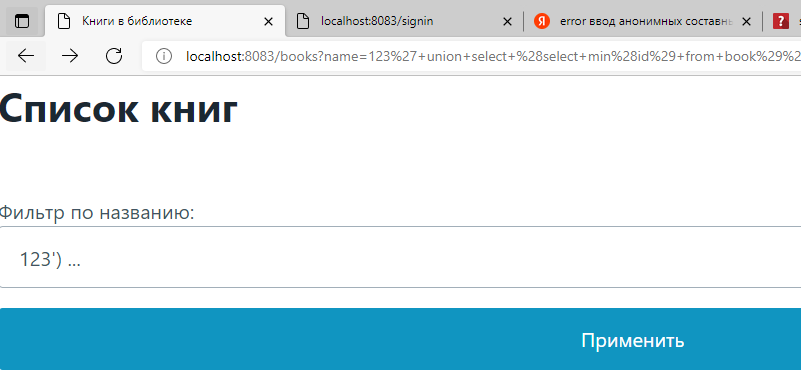 Книги в библиотеке
localhost:8083/signin
error ввод анонимных составны
localhost:8083/books?name=123%27+union+select+%28select+min%28id%29+from+book%29%2
Список книг
Фильтр по названию:
123') ...
Применить